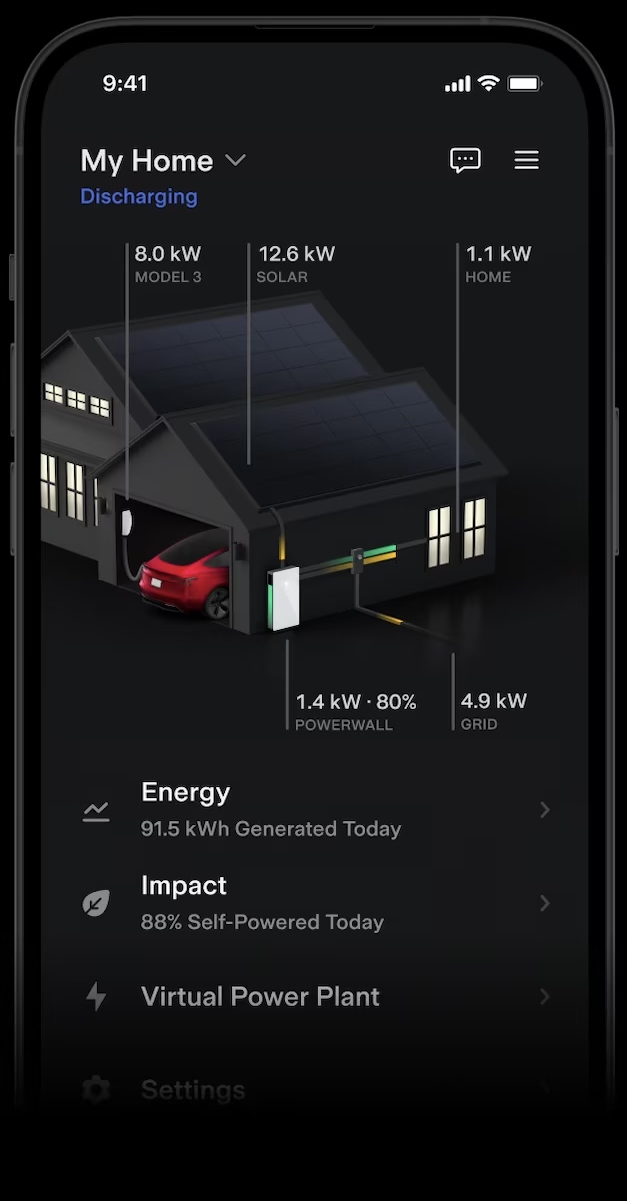 9:41
My Home
Discharging
8.0 kW
MODEL 3
12.6 kW
SOLAR
1.1 kW
HOME
1.4 kW · 80%
POWERWALL
4.9 kW
GRID
Energy
91.5 kWh Generated Today
Impact
88% Self-Powered Today
Virtual Power Plant
Settings